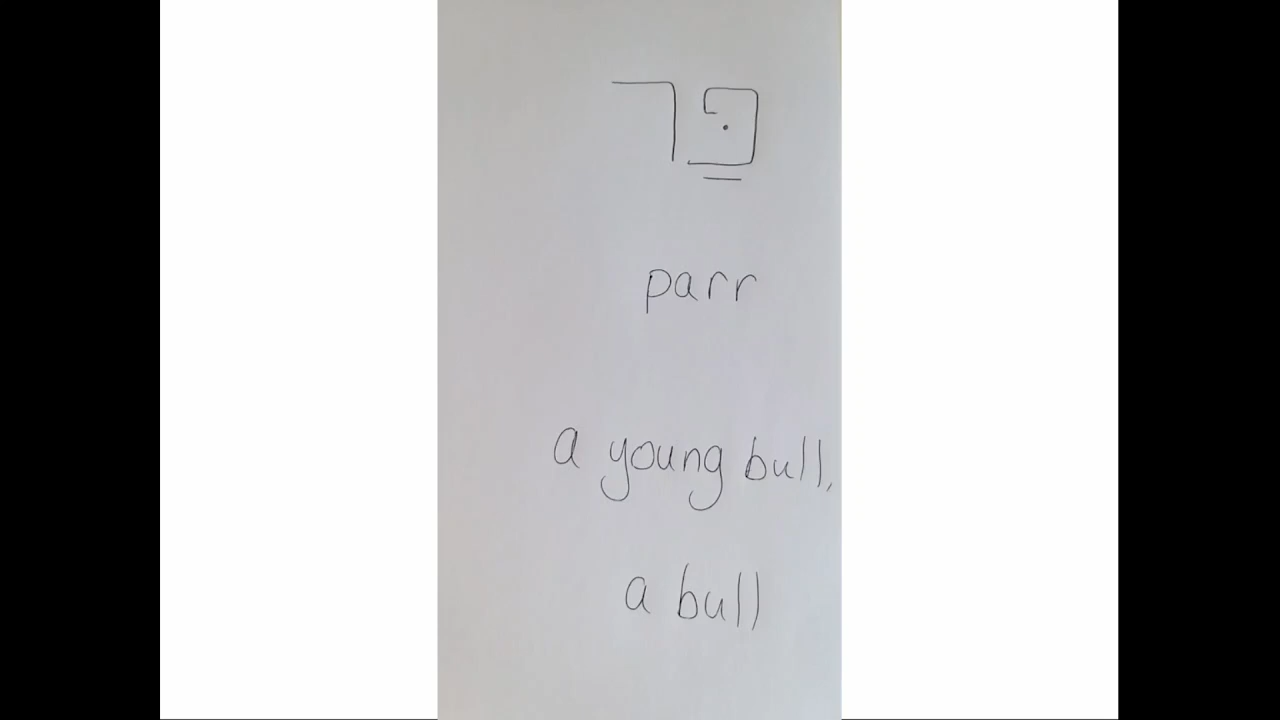 פַּר
parr
a young bull,
a bull